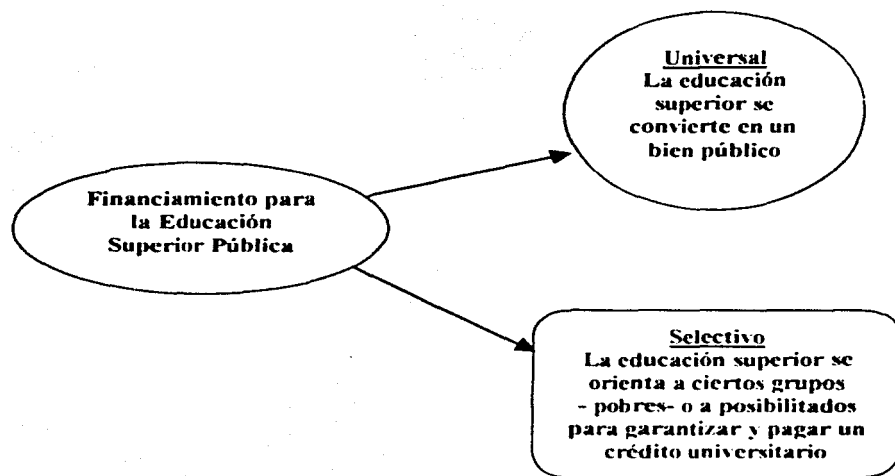 Universal
La educación
superior se
convierte en un
bien público
Financiamiento para
la Educación
Superior Pública
Selectivo
La educación superior se
orienta a ciertos grupos
- pobres- o a posibilitados
para garantizar y pagar un
crédito universitario